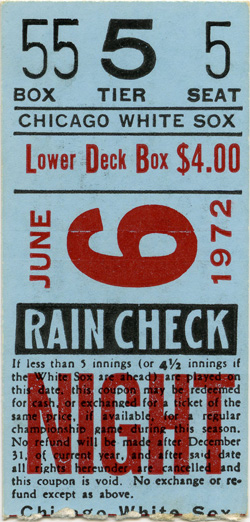 55 5 5
BOX TIER SEAT
CHICAGO WHITE SOX
Lower Deck Box $4.00
JUNE 6 1972
RAIN CHECK
NIGHT
If less than 5 innings (or 4½ innings if
the White Sox are ahead) are played on
this date, this coupon may be redeemed
for cash, or exchanged for a ticket of the
same price, if available, for a regular
championship game during this season.
No refund will be made after December
31, of current year, and after said date
all rights hereunder are cancelled and
this coupon is void. No exchange or re-
fund except as above.
Chicago White Sox